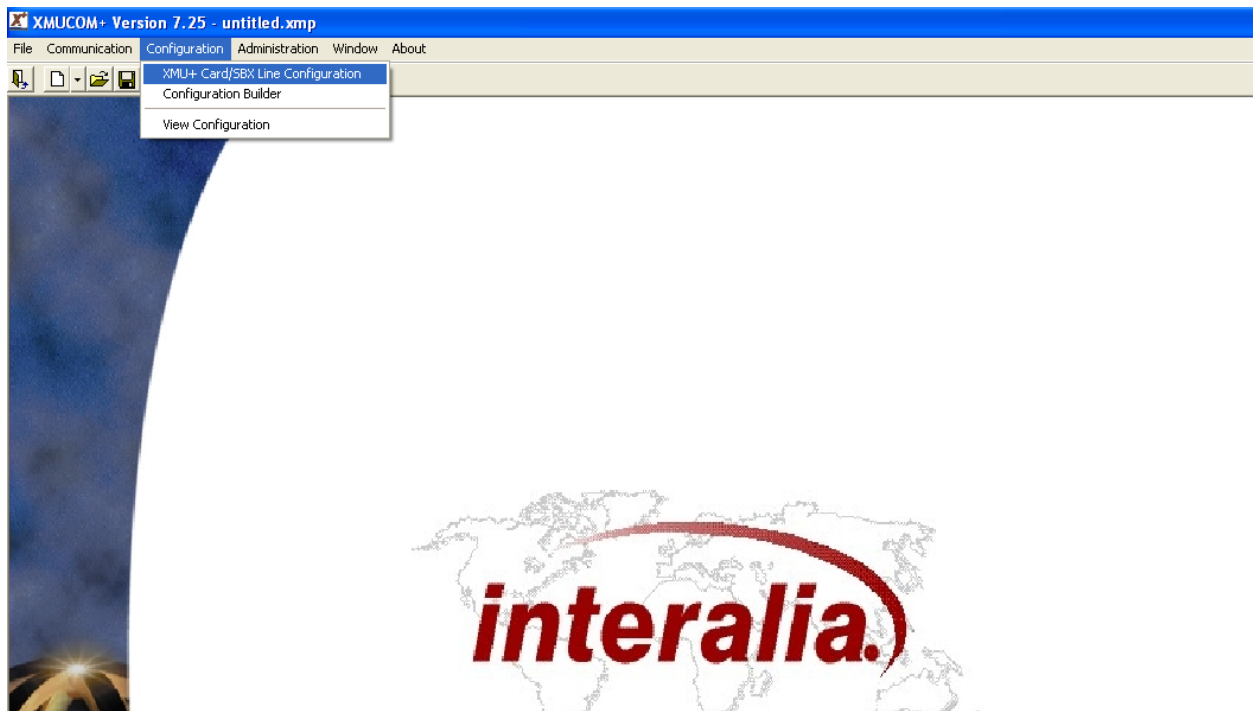 XMUCOM+ Version 7.25 - untitled.xmp
File Communication Configuration Administration Window About
XMU+ Card/SBX Line Configuration
Configuration Builder
View Configuration
interalia.